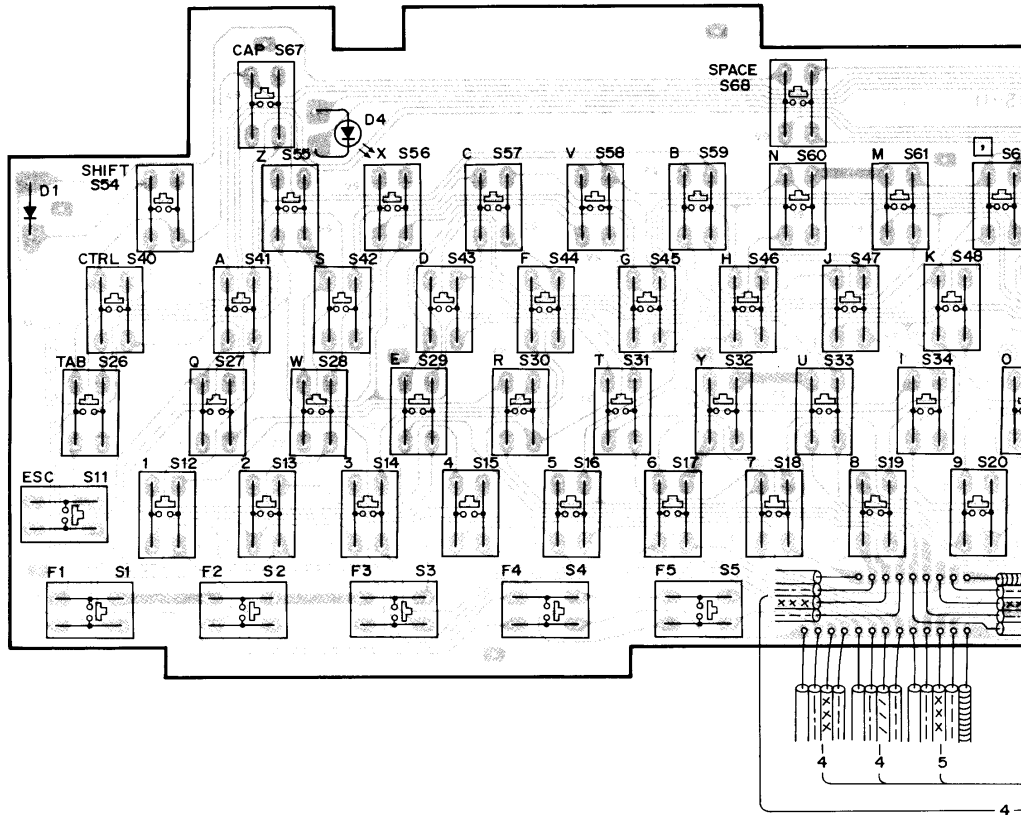 CAP S67
SPACE
S68
D4
Z S55 X S56 C S57 V S58 B S59 N S60 M S61 , S6
SHIFT
S54
D1
CTRL S40 A S41 S S42 D S43 F S44 G S45 H S46 J S47 K S48
TAB S26 Q S27 W S28 E S29 R S30 T S31 Y S32 U S33 I S34 O
ESC S11 1 S12 2 S13 3 S14 4 S15 5 S16 6 S17 7 S18 8 S19 9 S20
F1 S1 F2 S2 F3 S3 F4 S4 F5 S5
4 4 5
4